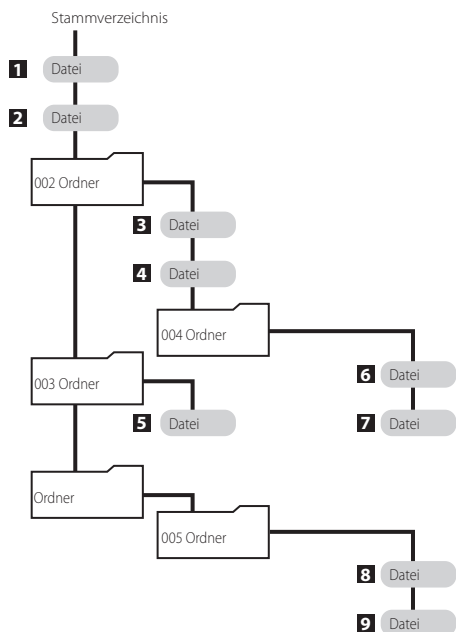 Stammverzeichnis
1 Datei
2 Datei
002 Ordner
3 Datei
4 Datei
004 Ordner
003 Ordner
6 Datei
5 Datei
7 Datei
Ordner
005 Ordner
8 Datei
9 Datei